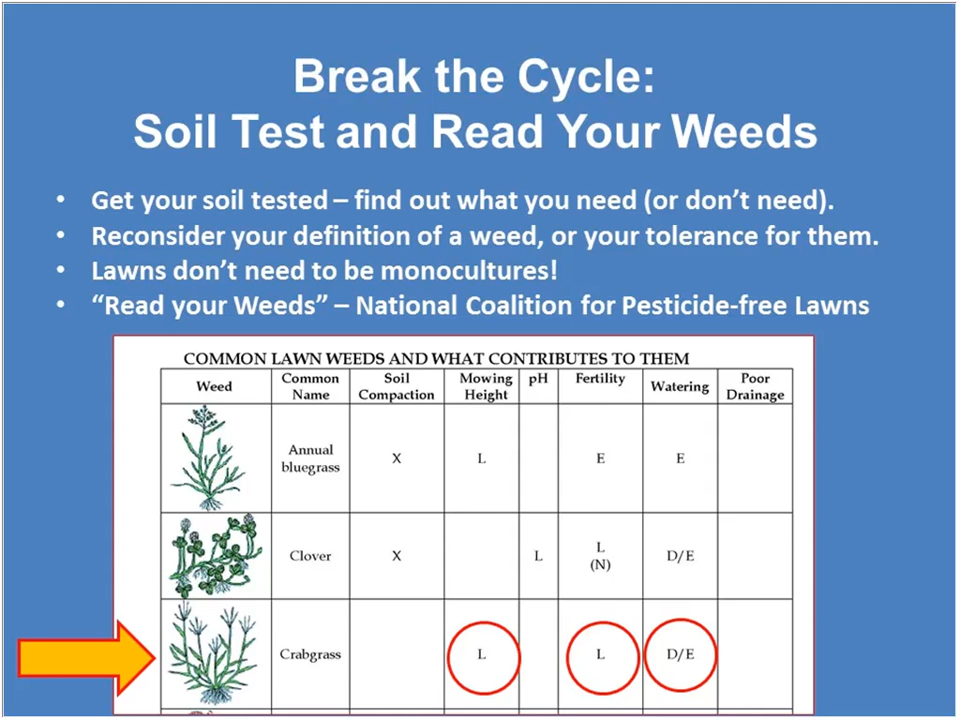 Break the Cycle:
Soil Test and Read Your Weeds
• Get your soil tested – find out what you need (or don’t need).
• Reconsider your definition of a weed, or your tolerance for them.
• Lawns don’t need to be monocultures!
• “Read your Weeds” – National Coalition for Pesticide-free Lawns
COMMON LAWN WEEDS AND WHAT CONTRIBUTES TO THEM
Weed Common Name Soil Compaction Mowing Height pH Fertility Watering Poor Drainage
Annual bluegrass X L E E
Clover X L L (N) D/E
Crabgrass L L D/E